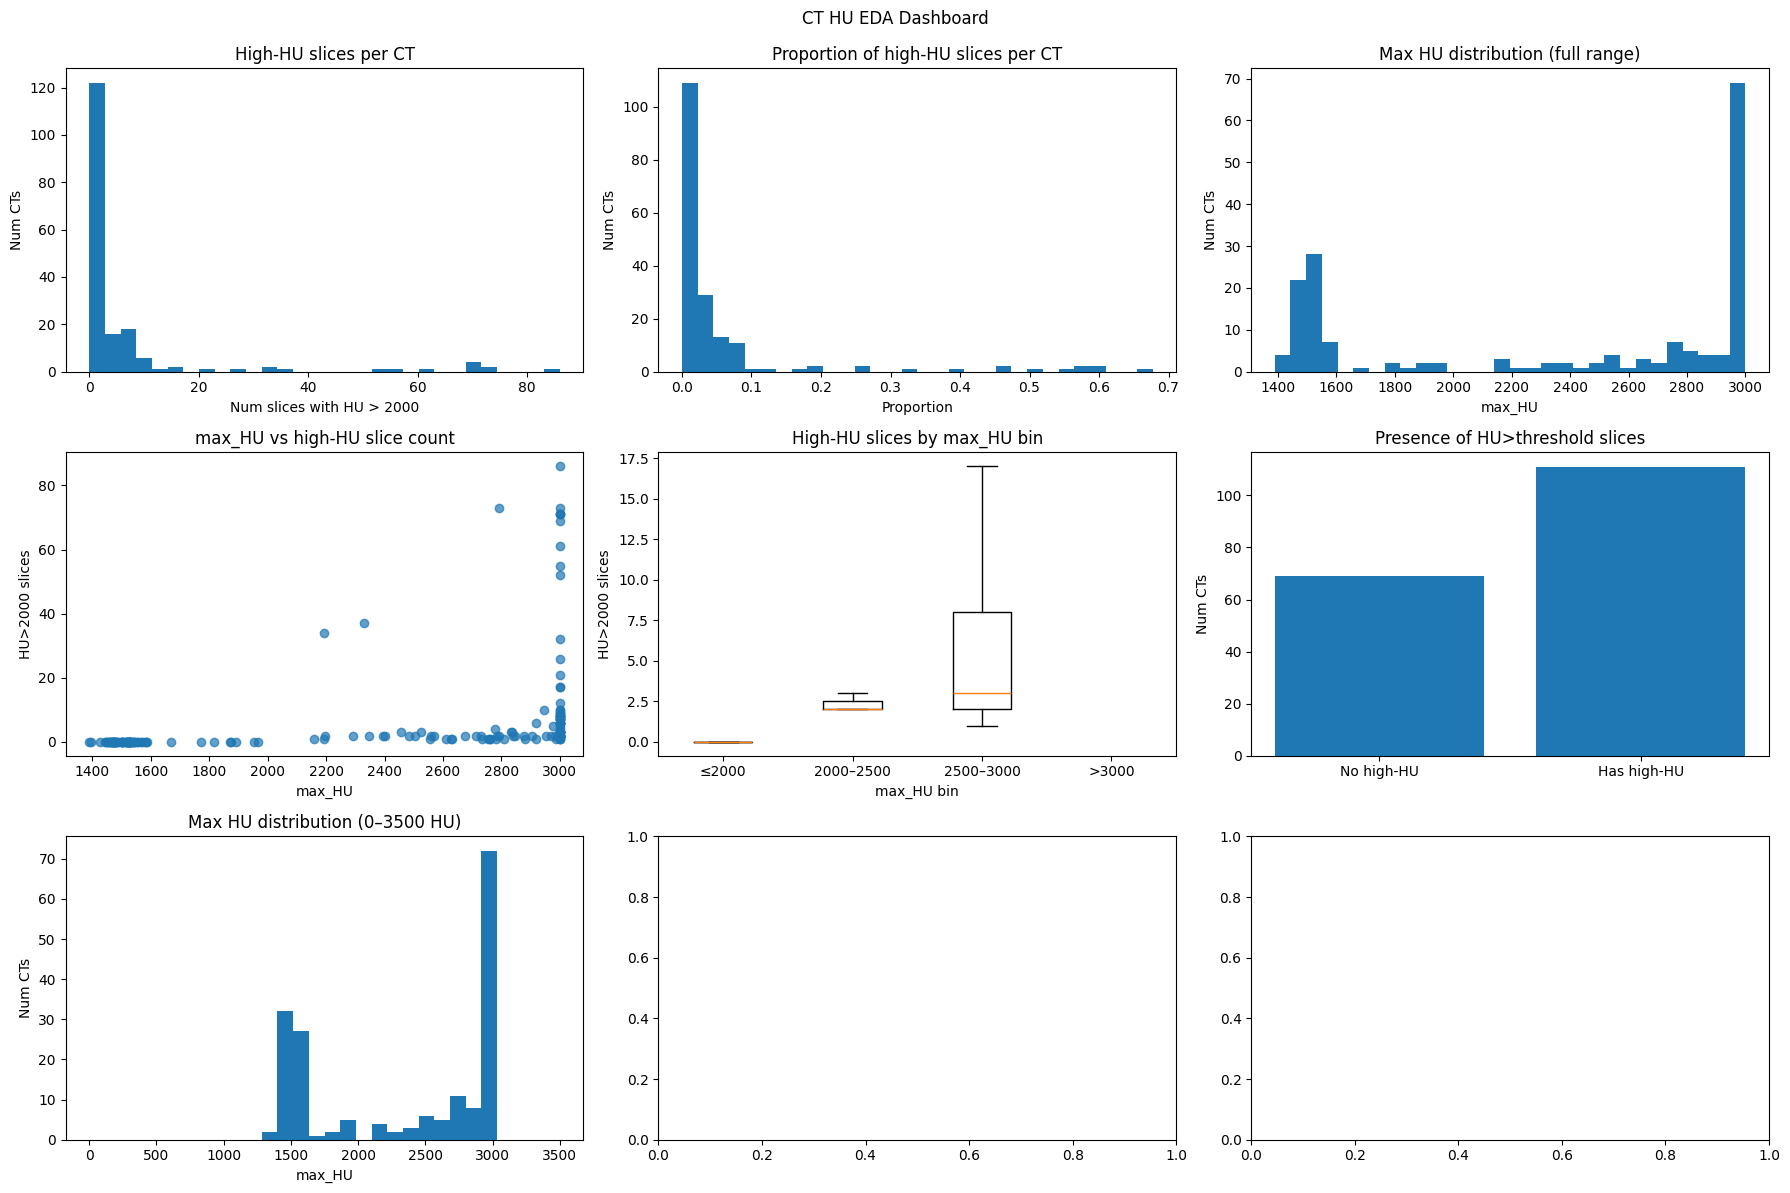 CT HU EDA Dashboard
High-HU slices per CT
Num CTs
120
100
80
60
40
20
0
0 20 40 60 80
Num slices with HU > 2000
Proportion of high-HU slices per CT
Num CTs
100
80
60
40
20
0
0.0 0.1 0.2 0.3 0.4 0.5 0.6 0.7
Proportion
Max HU distribution (full range)
Num CTs
70
60
50
40
30
20
10
0
1400 1600 1800 2000 2200 2400 2600 2800 3000
max_HU
max_HU vs high-HU slice count
HU>2000 slices
80
60
40
20
0
1400 1600 1800 2000 2200 2400 2600 2800 3000
max_HU
High-HU slices by max_HU bin
HU>2000 slices
17.5
15.0
12.5
10.0
7.5
5.0
2.5
0.0
≤2000 2000–2500 2500–3000 >3000
max_HU bin
Presence of HU>threshold slices
Num CTs
100
80
60
40
20
0
No high-HU Has high-HU
Max HU distribution (0–3500 HU)
Num CTs
70
60
50
40
30
20
10
0
0 500 1000 1500 2000 2500 3000 3500
max_HU
1.0
0.8
0.6
0.4
0.2
0.0
0.0 0.2 0.4 0.6 0.8 1.0
1.0
0.8
0.6
0.4
0.2
0.0
0.0 0.2 0.4 0.6 0.8 1.0